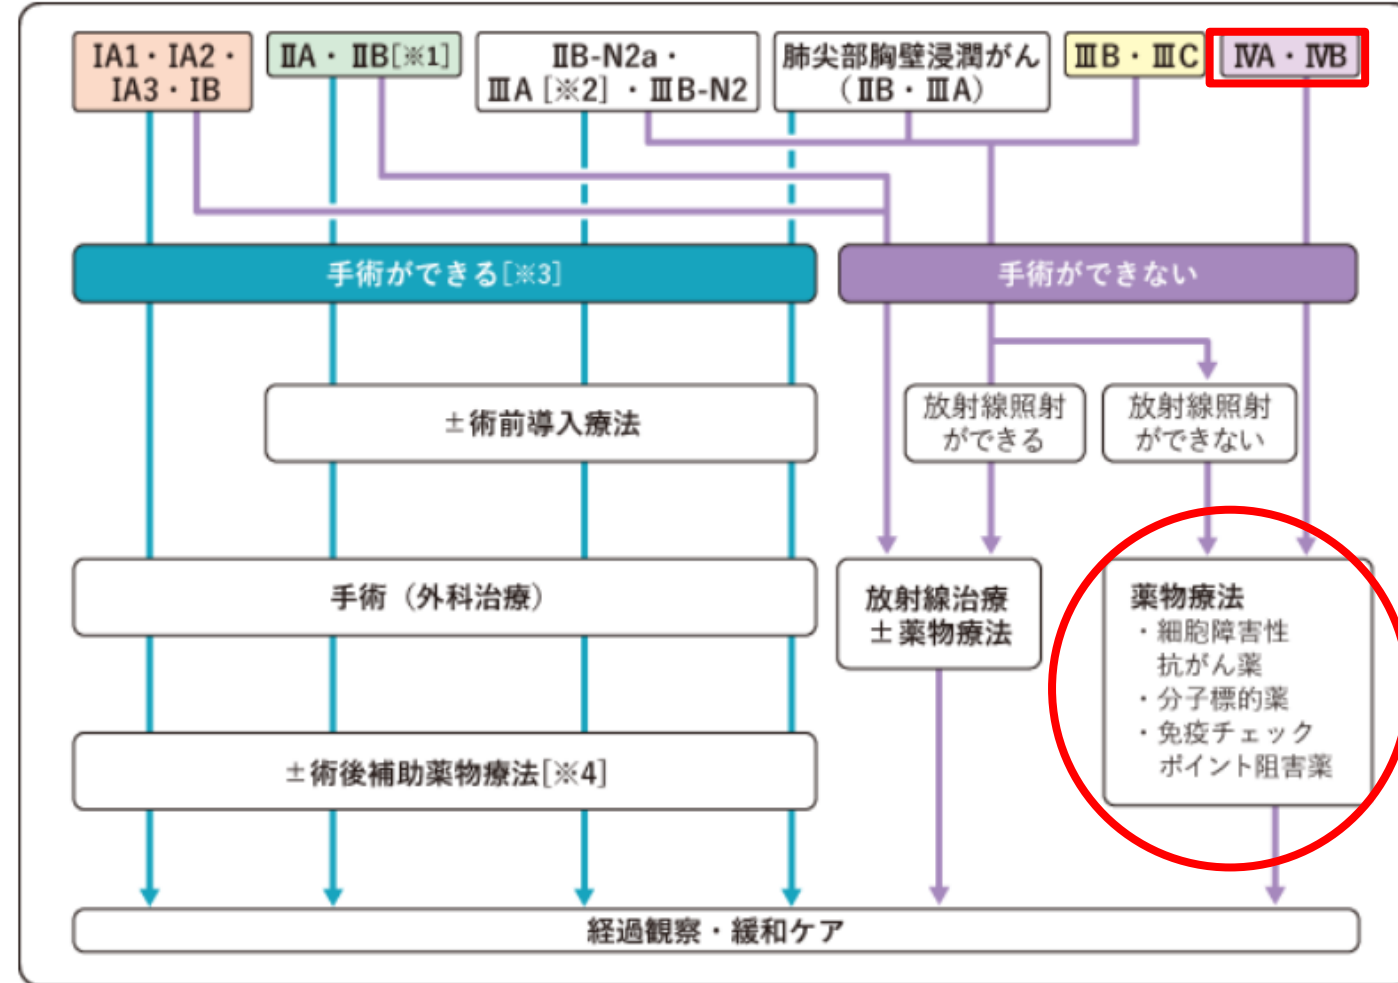 IA1・IA2・
IA3・IB
ⅡA・ⅡB[※1]
ⅡB-N2a・
ⅢA [※2] ・ⅢB-N2
肺尖部胸壁浸潤がん
（ⅡB・ⅢA）
ⅢB・ⅢC
ⅣA・ⅣB
手術ができる[※3]
手術ができない
±術前導入療法
放射線照射
ができる
放射線照射
ができない
手術（外科治療）
放射線治療
±薬物療法
薬物療法
・細胞障害性
抗がん薬
・分子標的薬
・免疫チェック
ポイント阻害薬
±術後補助薬物療法[※4]
経過観察・緩和ケア